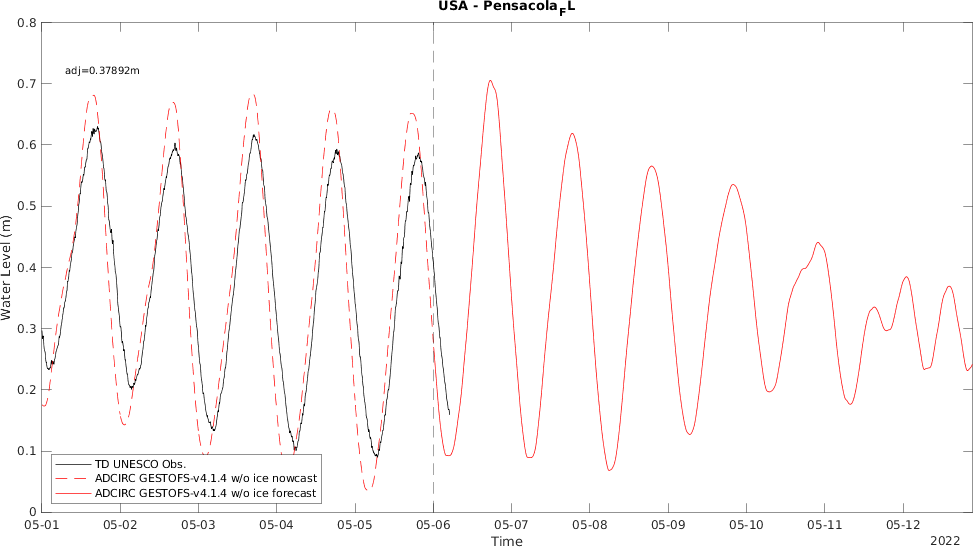 USA - Pensacola_FL
0.8
0.7
0.6
0.5
0.4
0.3
0.2
0.1
0
Water Level (m)
adj=0.37892m
TD UNESCO Obs.
ADCIRC GESTOFS-v4.1.4 w/o ice nowcast
ADCIRC GESTOFS-v4.1.4 w/o ice forecast
05-01 05-02 05-03 05-04 05-05 05-06 05-07 05-08 05-09 05-10 05-11 05-12
Time
2022